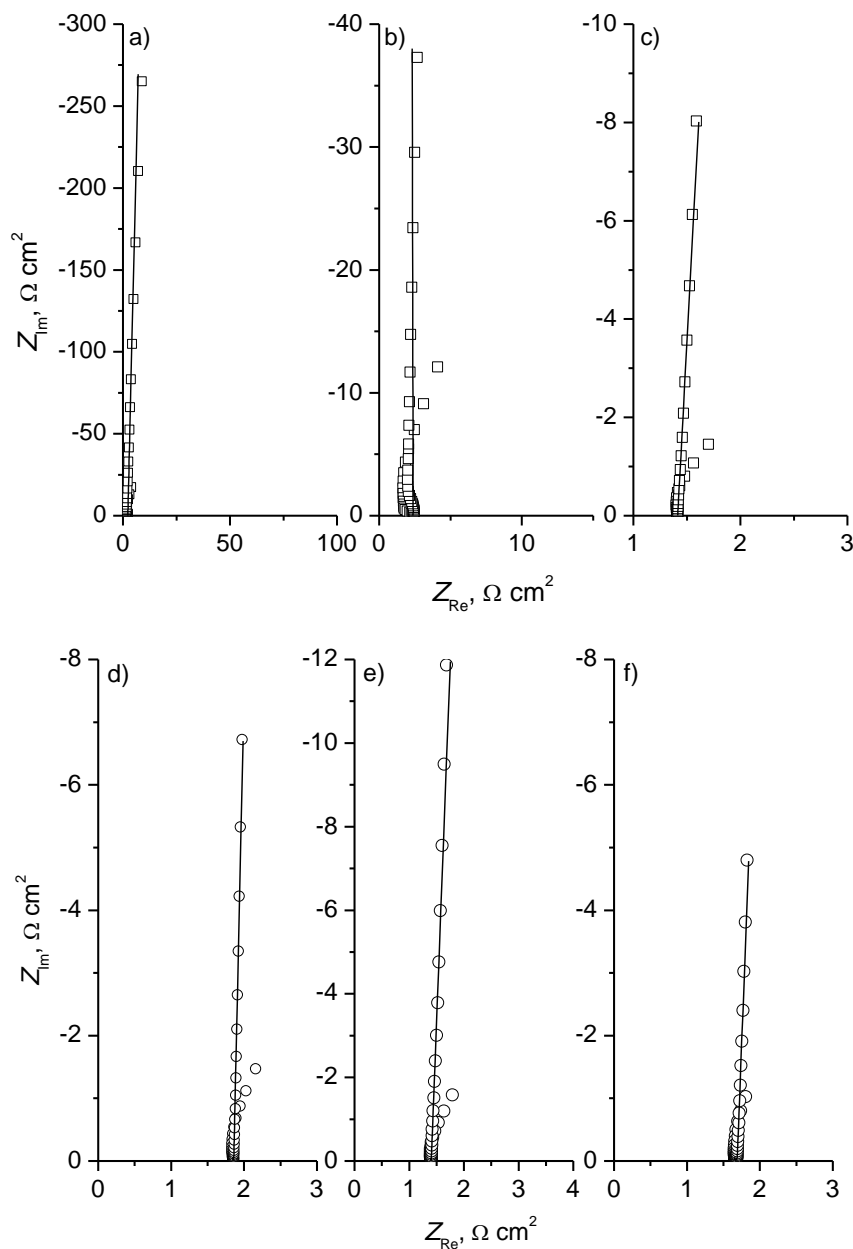 a) b) c)
-300 -40 -10
-250 -8
-200 -30
-6
-150 -20
-100 -4
-10
-50 -2
0 0 0
0 50 100 0 10 1 2 3
Z_Im, Ω cm²
Z_Re, Ω cm²
d) e) f)
-8 -12 -8
-10
-6 -6
-8
-4 -6 -4
-4
-2 -2
-2
0 0 0
0 1 2 3 0 1 2 3 4 0 1 2 3
Z_Im, Ω cm²
Z_Re, Ω cm²